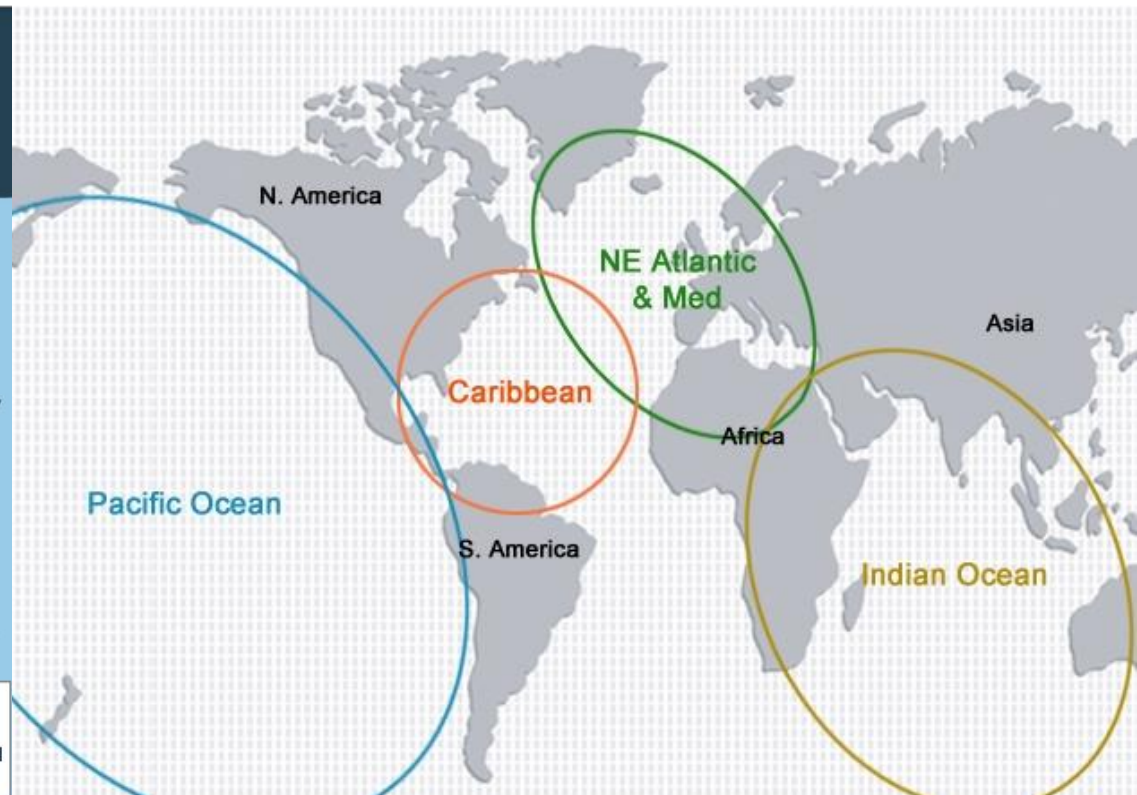 N. America
NE Atlantic
& Med
Asia
Caribbean
Africa
Pacific Ocean
S. America
Indian Ocean